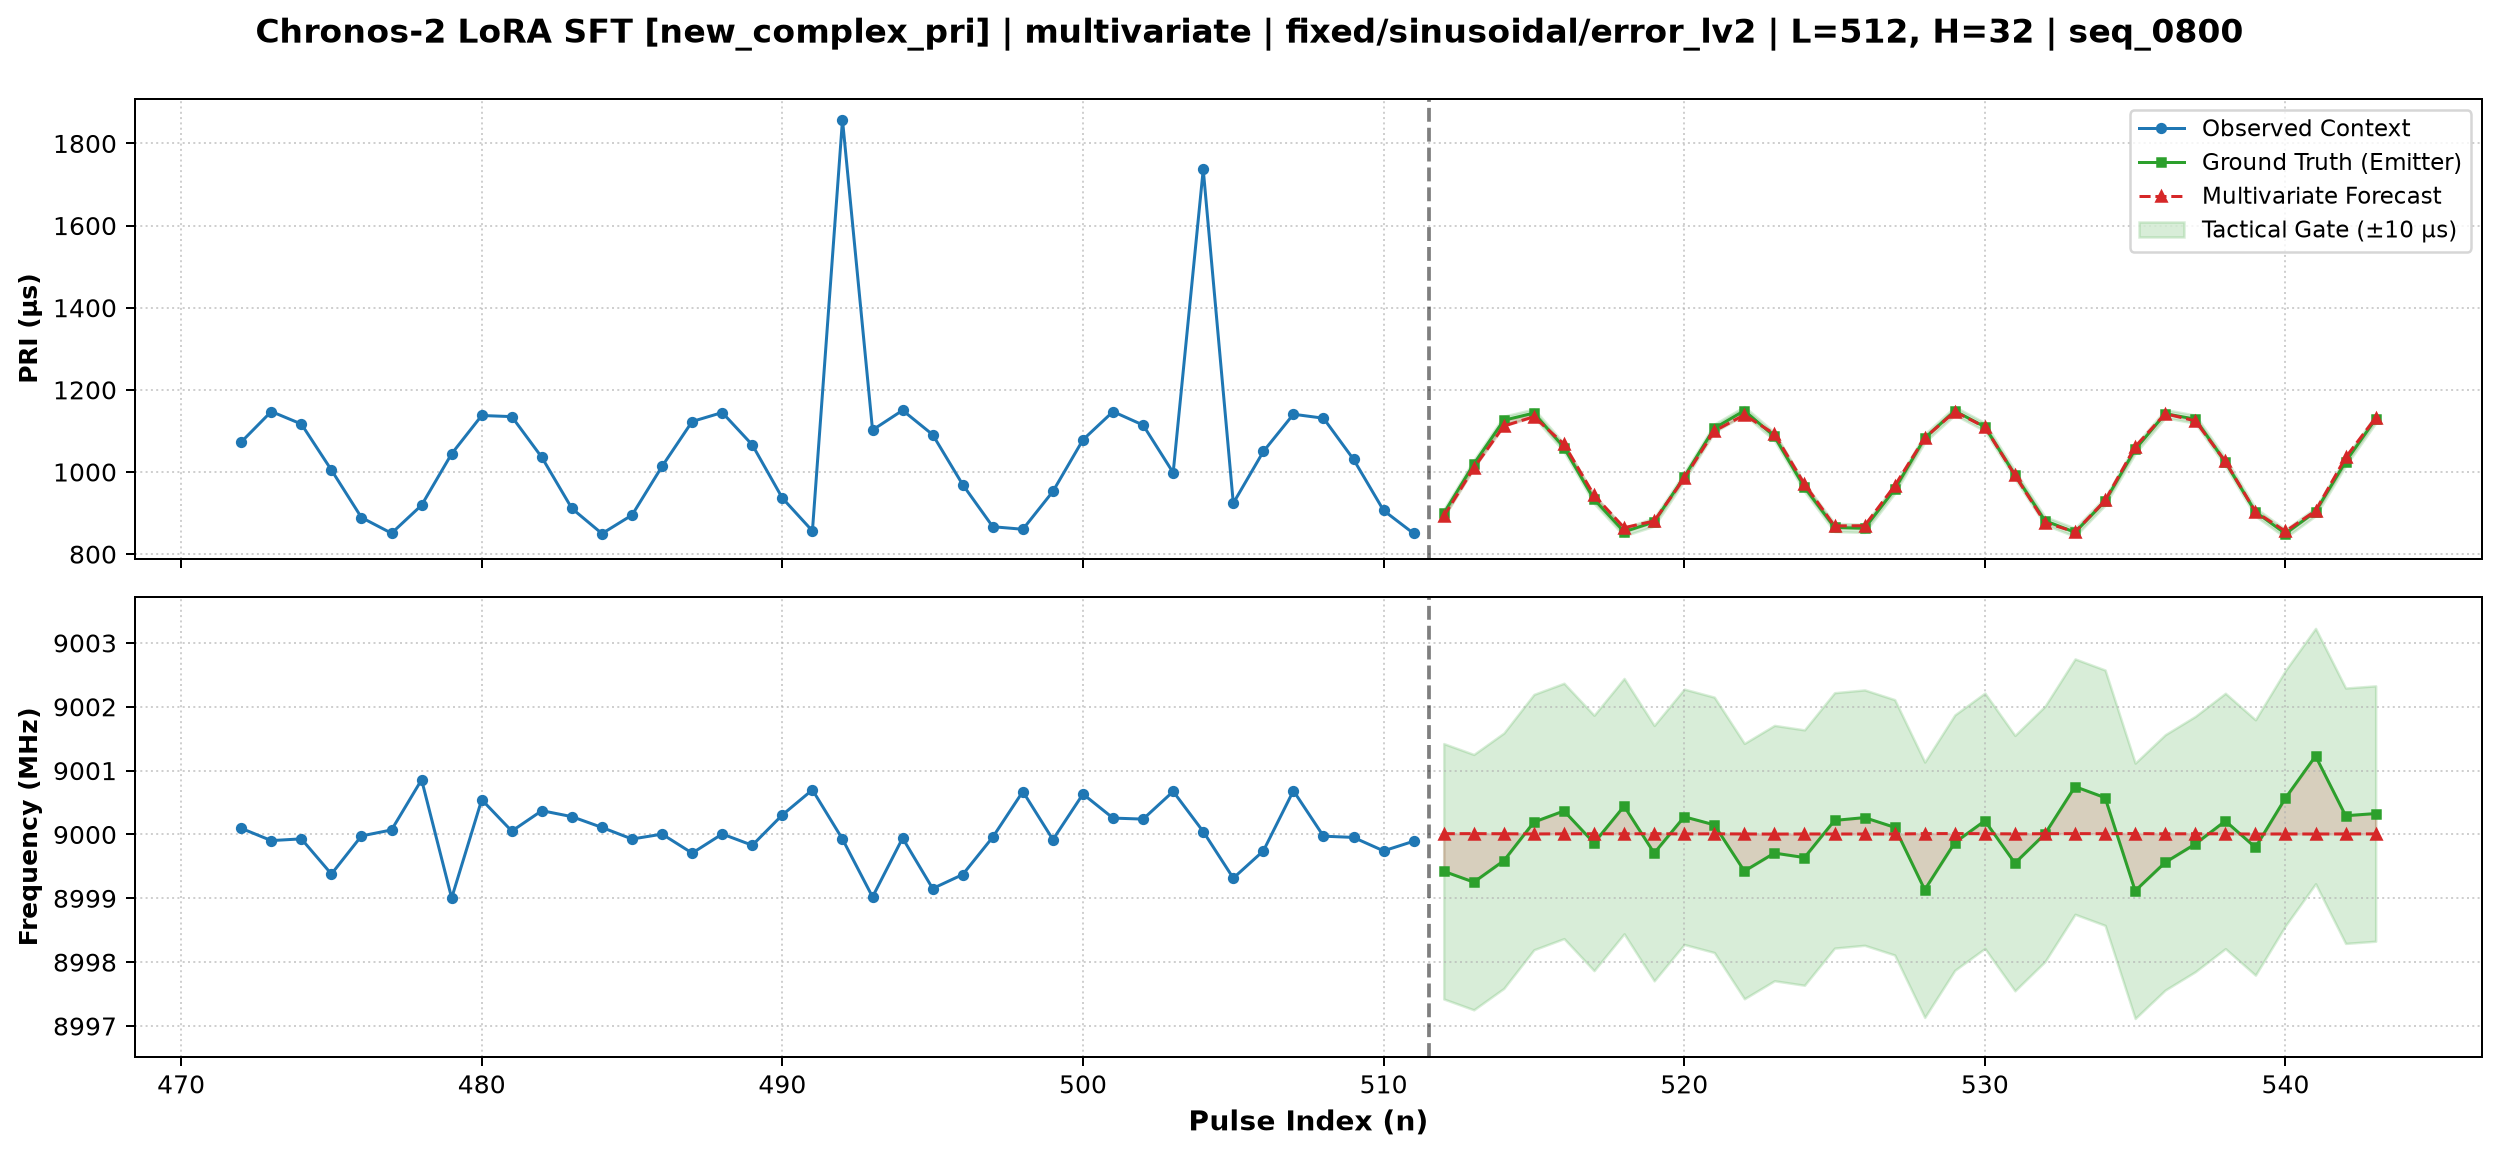 Chronos-2 LoRA SFT [new_complex_pri] | multivariate | fixed/sinusoidal/error_lv2 | L=512, H=32 | seq_0800
PRI (µs)
1800
1600
1400
1200
1000
800
Observed Context
Ground Truth (Emitter)
Multivariate Forecast
Tactical Gate (±10 µs)
Frequency (MHz)
9003
9002
9001
9000
8999
8998
8997
470 480 490 500 510 520 530 540
Pulse Index (n)